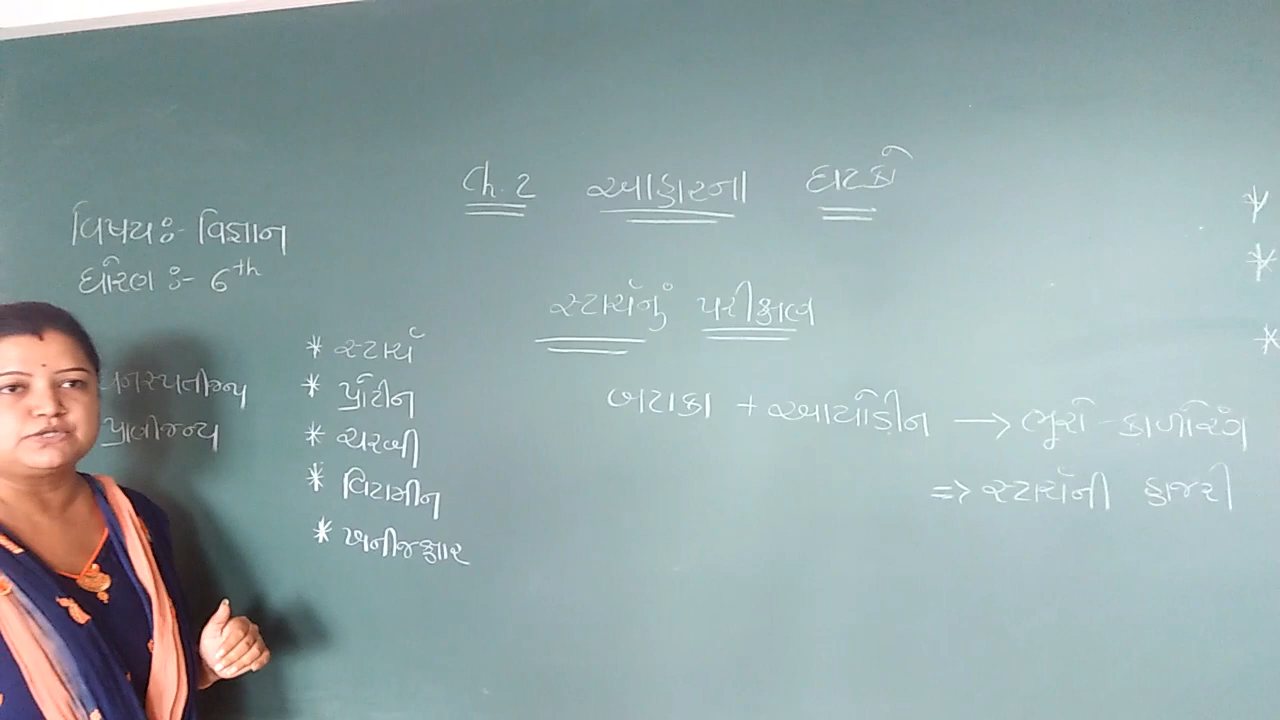 Ch. 2 આહારના ઘટકો
વિષય :- વિજ્ઞાન
ધોરણ :- 6th
સ્ટાર્ચનું પરીક્ષણ
વનસ્પતીજન્ય
પ્રાણીજન્ય
* સ્ટાર્ચ
* પ્રોટીન
* ચરબી
* વિટામીન
* ખનીજક્ષાર
બટાકા + આયોડીન → ભૂરો - કાળોરંગ
=> સ્ટાર્ચની હાજરી
*
*
*